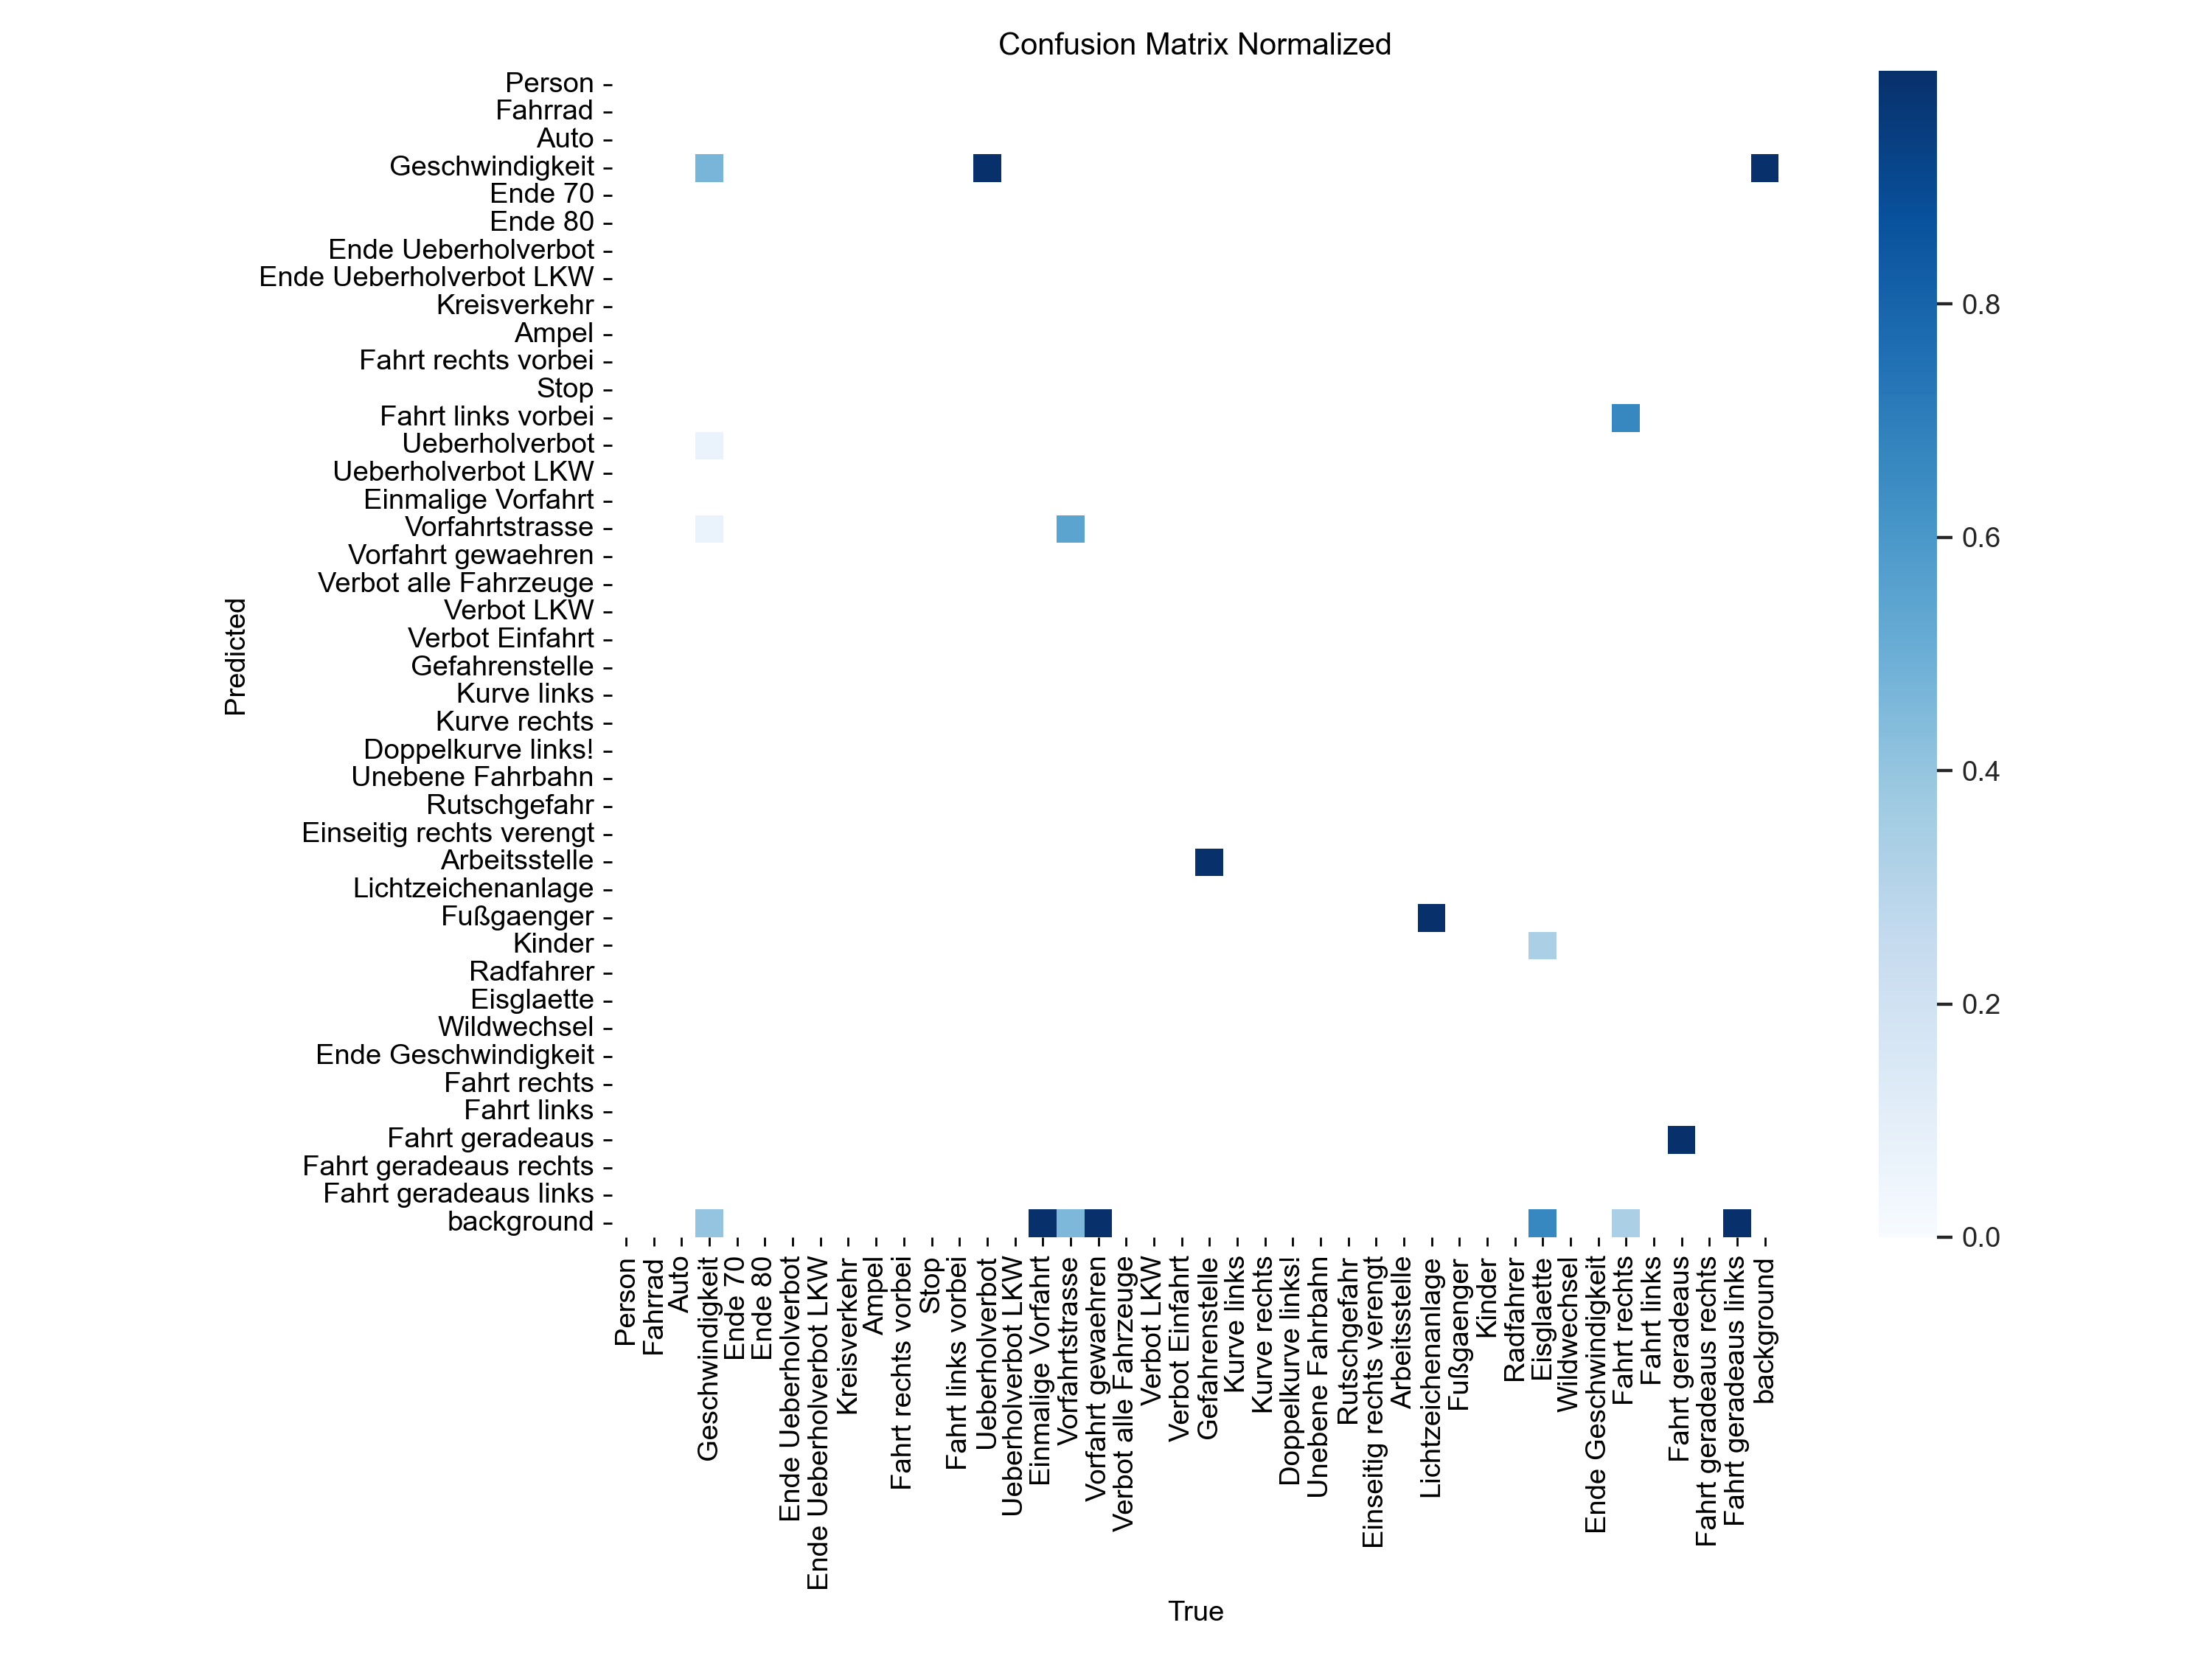 Confusion Matrix Normalized
Person
Fahrrad
Auto
Geschwindigkeit
Ende 70
Ende 80
Ende Ueberholverbot
Ende Ueberholverbot LKW
Kreisverkehr
Ampel
Fahrt rechts vorbei
Stop
Fahrt links vorbei
Ueberholverbot
Ueberholverbot LKW
Einmalige Vorfahrt
Vorfahrtstrasse
Vorfahrt gewaehren
Verbot alle Fahrzeuge
Verbot LKW
Verbot Einfahrt
Gefahrenstelle
Kurve links
Kurve rechts
Doppelkurve links!
Unebene Fahrbahn
Rutschgefahr
Einseitig rechts verengt
Arbeitsstelle
Lichtzeichenanlage
Fußgaenger
Kinder
Radfahrer
Eisglaette
Wildwechsel
Ende Geschwindigkeit
Fahrt rechts
Fahrt links
Fahrt geradeaus
Fahrt geradeaus rechts
Fahrt geradeaus links
background
Predicted
Person
Fahrrad
Auto
Geschwindigkeit
Ende 70
Ende 80
Ende Ueberholverbot
Ende Ueberholverbot LKW
Kreisverkehr
Ampel
Fahrt rechts vorbei
Stop
Fahrt links vorbei
Ueberholverbot
Ueberholverbot LKW
Einmalige Vorfahrt
Vorfahrtstrasse
Vorfahrt gewaehren
Verbot alle Fahrzeuge
Verbot LKW
Verbot Einfahrt
Gefahrenstelle
Kurve links
Kurve rechts
Doppelkurve links!
Unebene Fahrbahn
Rutschgefahr
Einseitig rechts verengt
Arbeitsstelle
Lichtzeichenanlage
Fußgaenger
Kinder
Radfahrer
Eisglaette
Wildwechsel
Ende Geschwindigkeit
Fahrt rechts
Fahrt links
Fahrt geradeaus
Fahrt geradeaus rechts
Fahrt geradeaus links
background
True
0.8
0.6
0.4
0.2
0.0